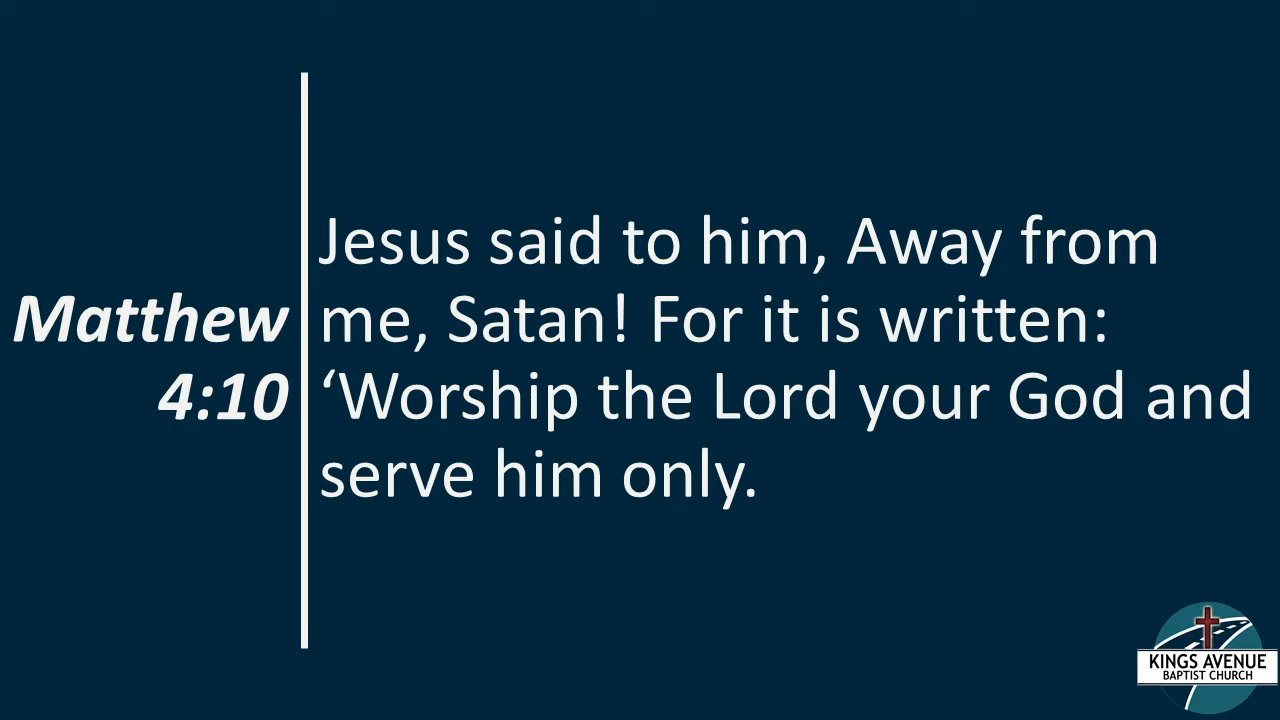 Matthew
4:10
Jesus said to him, Away from
me, Satan! For it is written:
‘Worship the Lord your God and
serve him only.
KINGS AVENUE
BAPTIST CHURCH